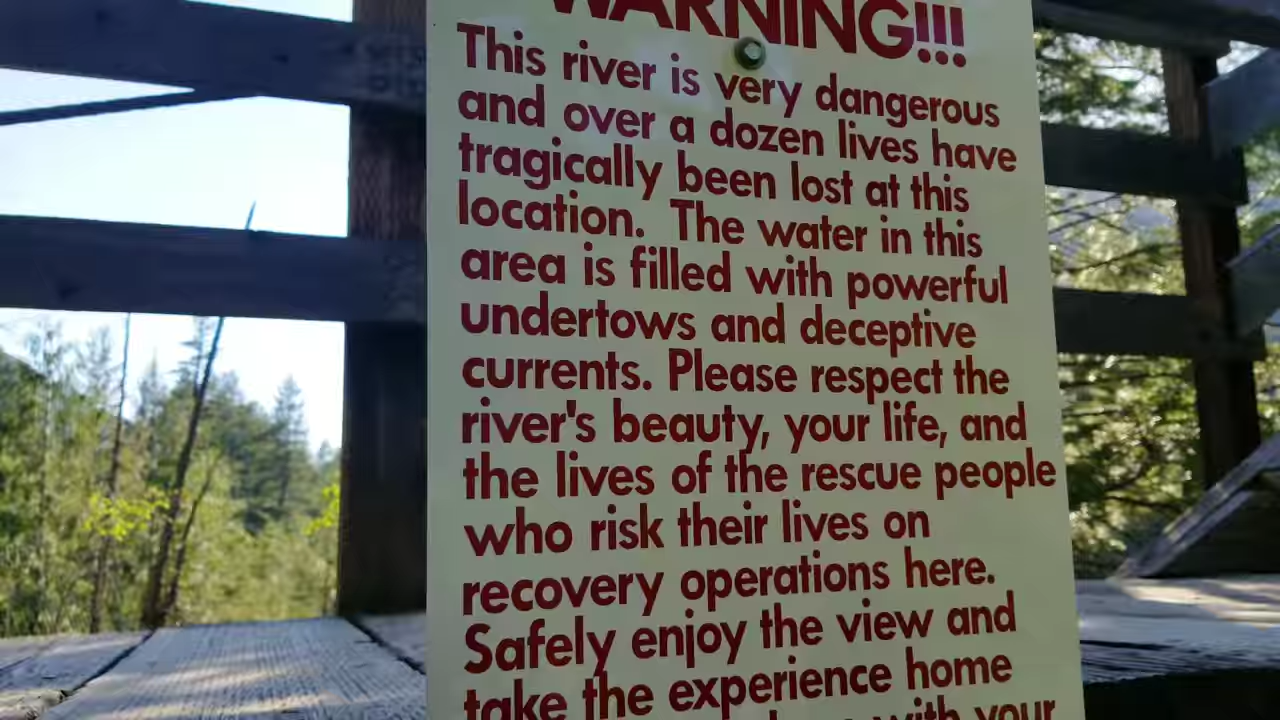 WARNING!!!
This river is very dangerous
and over a dozen lives have
tragically been lost at this
location. The water in this
area is filled with powerful
undertows and deceptive
currents. Please respect the
river's beauty, your life, and
the lives of the rescue people
who risk their lives on
recovery operations here.
Safely enjoy the view and
take the experience home
with your